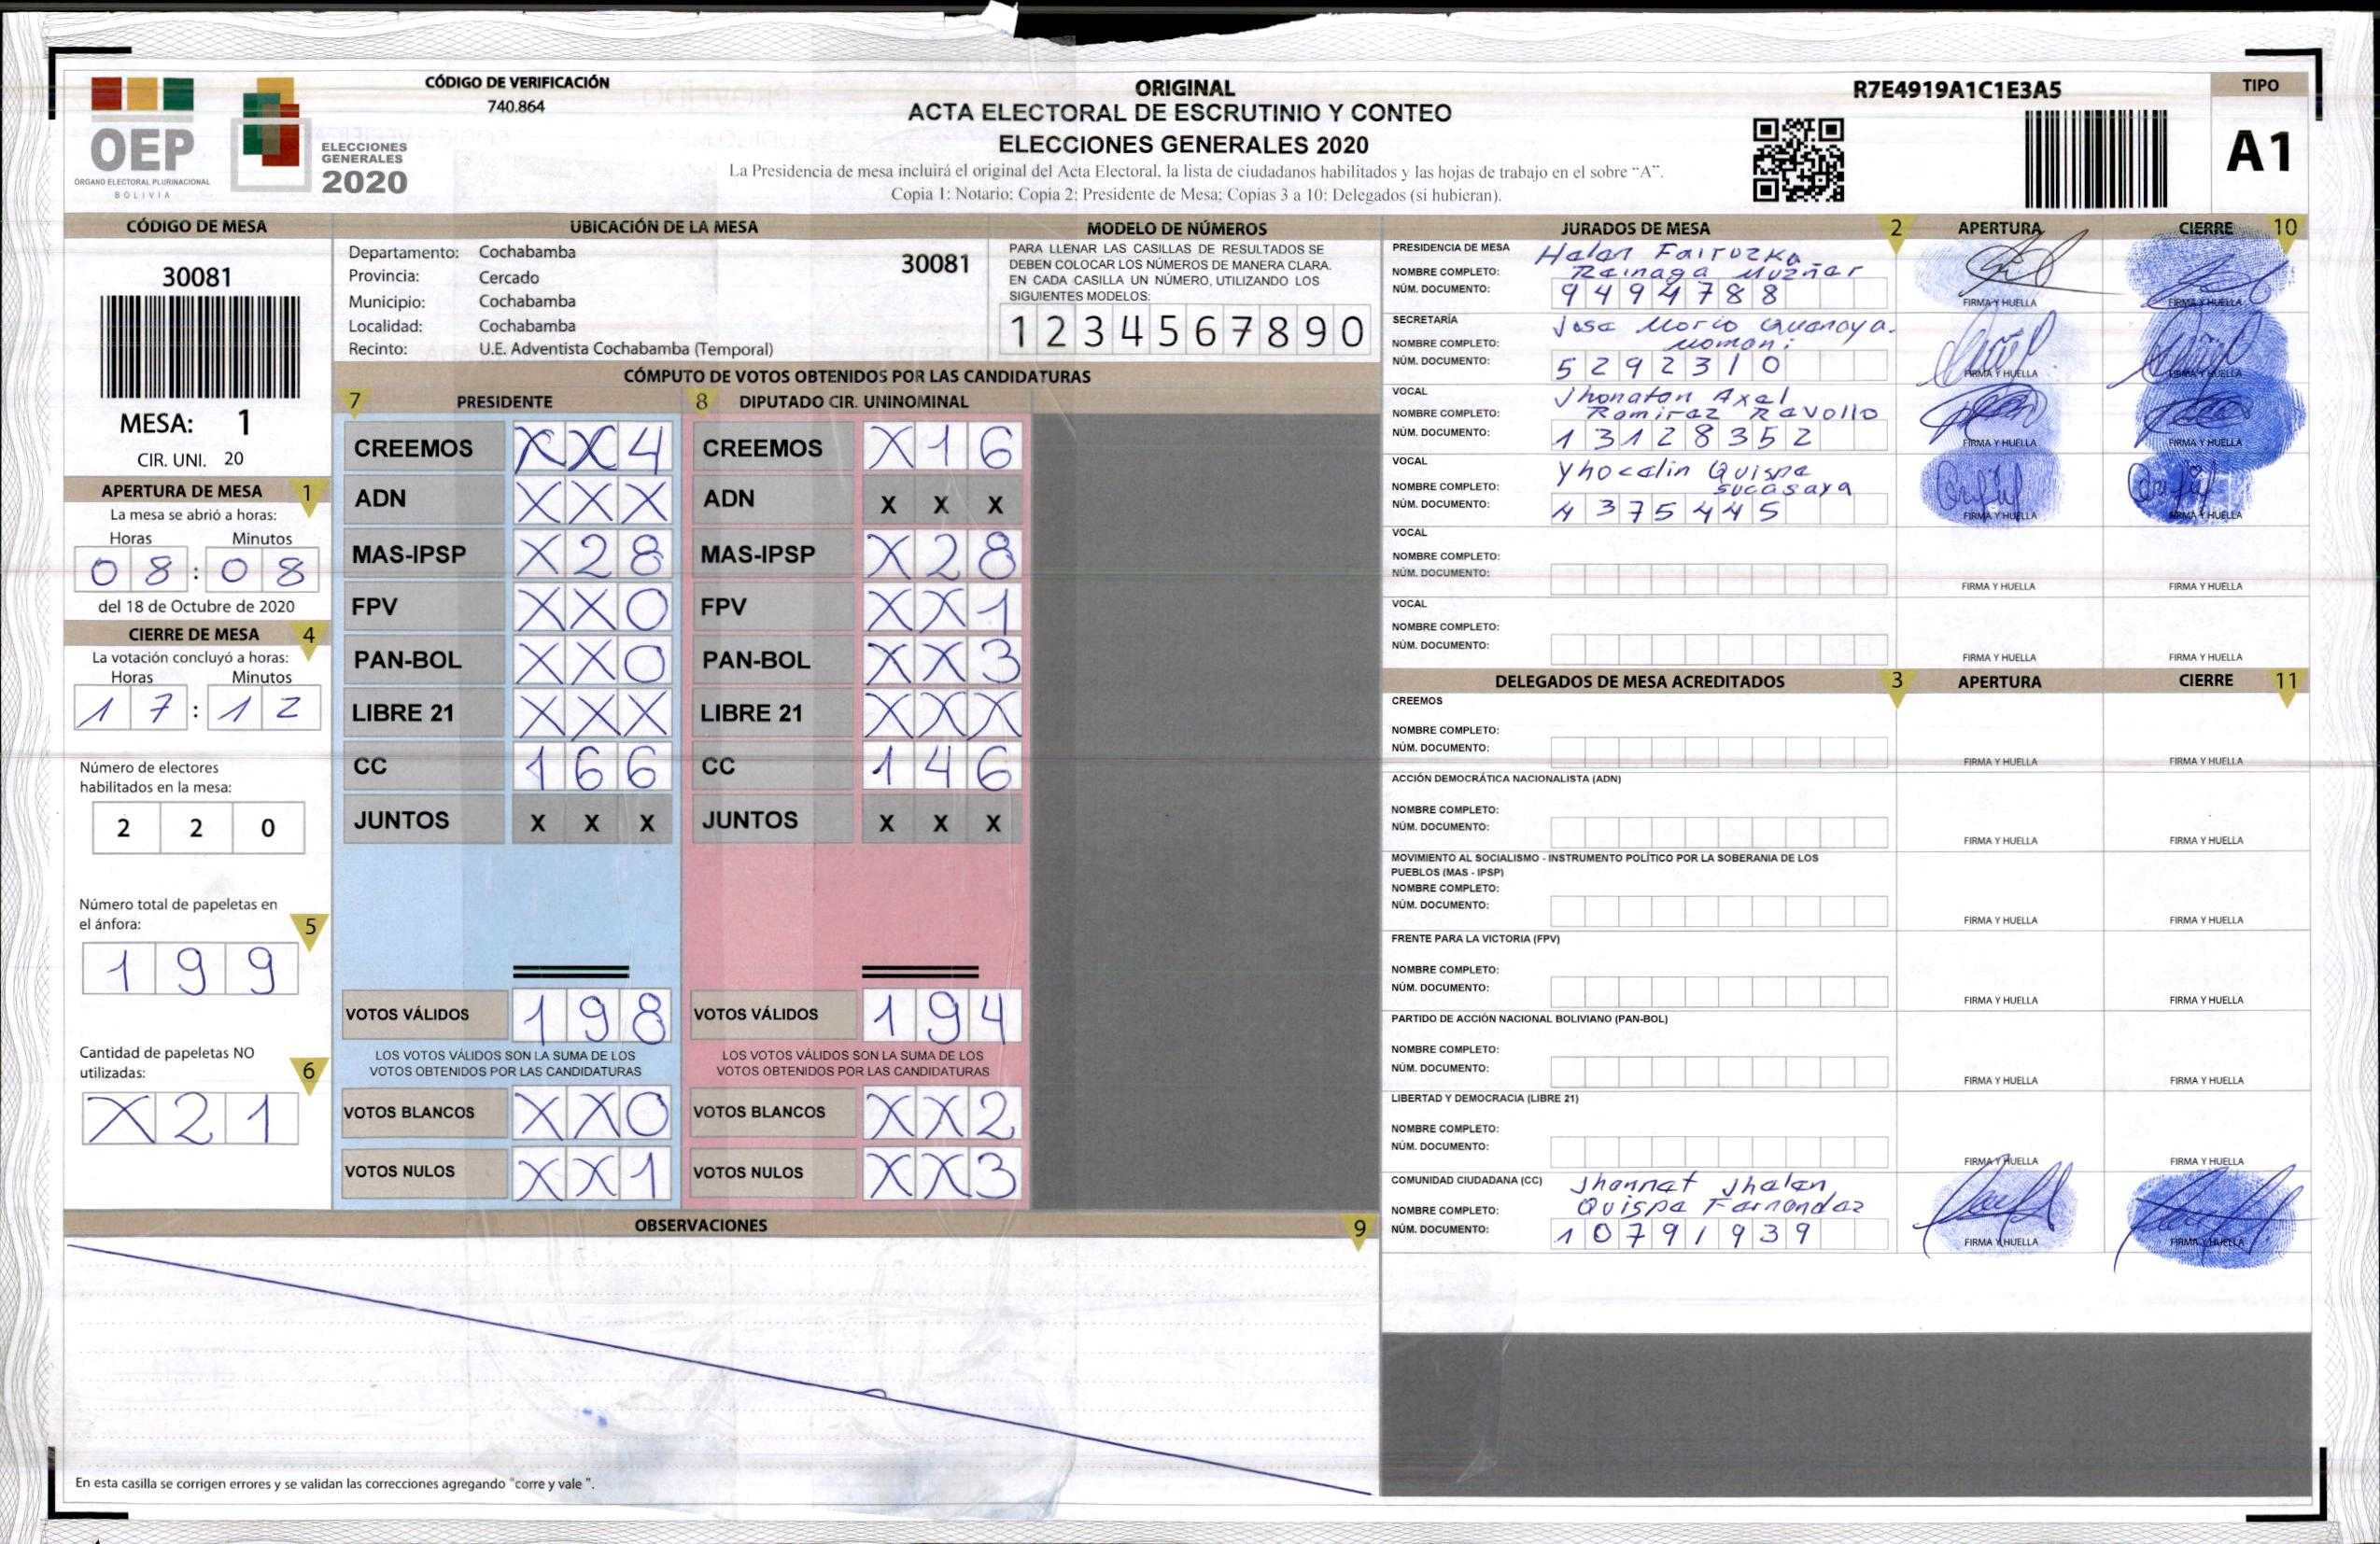 OEP
ÓRGANO ELECTORAL PLURINACIONAL
BOLIVIA
ELECCIONES
GENERALES
2020
CÓDIGO DE VERIFICACIÓN
740.864
ORIGINAL
ACTA ELECTORAL DE ESCRUTINIO Y CONTEO
ELECCIONES GENERALES 2020
La Presidencia de mesa incluirá el original del Acta Electoral, la lista de ciudadanos habilitados y las hojas de trabajo en el sobre "A".
Copia 1: Notario; Copia 2: Presidente de Mesa; Copias 3 a 10: Delegados (si hubieran).
R7E4919A1C1E3A5
TIPO
A1
CÓDIGO DE MESA
30081
MESA: 1
CIR. UNI. 20
APERTURA DE MESA 1
La mesa se abrió a horas:
Horas Minutos
08:08
del 18 de Octubre de 2020
CIERRE DE MESA 4
La votación concluyó a horas:
Horas Minutos
17:12
Número de electores
habilitados en la mesa:
2 2 0
Número total de papeletas en
el ánfora:
5
1 9 9
Cantidad de papeletas NO
utilizadas:
6
X 2 1
UBICACIÓN DE LA MESA
Departamento: Cochabamba
30081
Provincia: Cercado
Municipio: Cochabamba
Localidad: Cochabamba
Recinto: U.E. Adventista Cochabamba (Temporal)
MODELO DE NÚMEROS
PARA LLENAR LAS CASILLAS DE RESULTADOS SE
DEBEN COLOCAR LOS NÚMEROS DE MANERA CLARA.
EN CADA CASILLA UN NÚMERO, UTILIZANDO LOS
SIGUIENTES MODELOS:
1 2 3 4 5 6 7 8 9 0
CÓMPUTO DE VOTOS OBTENIDOS POR LAS CANDIDATURAS
7 PRESIDENTE 8 DIPUTADO CIR. UNINOMINAL
CREEMOS X X 4 CREEMOS X 1 6
ADN X X X ADN X X X
MAS-IPSP X 2 8 MAS-IPSP X 2 8
FPV X X 0 FPV X X 1
PAN-BOL X X 0 PAN-BOL X X 3
LIBRE 21 X X X LIBRE 21 X X X
CC 1 6 6 CC 1 4 6
JUNTOS X X X JUNTOS X X X
VOTOS VÁLIDOS 1 9 8 VOTOS VÁLIDOS 1 9 4
LOS VOTOS VÁLIDOS SON LA SUMA DE LOS LOS VOTOS VÁLIDOS SON LA SUMA DE LOS
VOTOS OBTENIDOS POR LAS CANDIDATURAS VOTOS OBTENIDOS POR LAS CANDIDATURAS
VOTOS BLANCOS X X 0 VOTOS BLANCOS X X 2
VOTOS NULOS X X 1 VOTOS NULOS X X 3
OBSERVACIONES 9
En esta casilla se corrigen errores y se validan las correcciones agregando "corre y vale ".
JURADOS DE MESA 2 APERTURA CIERRE 10
PRESIDENCIA DE MESA Helen
NOMBRE COMPLETO: Reinaga
NÚM. DOCUMENTO: 9494788
FIRMA Y HUELLA FIRMA Y HUELLA
SECRETARÍA Jose
NOMBRE COMPLETO:
NÚM. DOCUMENTO: 5292310
FIRMA Y HUELLA FIRMA Y HUELLA
VOCAL Jhonatan Axel
NOMBRE COMPLETO: Ramirez Ravollo
NÚM. DOCUMENTO: 13128352
FIRMA Y HUELLA FIRMA Y HUELLA
VOCAL Yhocelin Quispe
NOMBRE COMPLETO: Sucasaya
NÚM. DOCUMENTO: 4375445
FIRMA Y HUELLA FIRMA Y HUELLA
VOCAL
NOMBRE COMPLETO:
NÚM. DOCUMENTO:
FIRMA Y HUELLA FIRMA Y HUELLA
VOCAL
NOMBRE COMPLETO:
NÚM. DOCUMENTO:
FIRMA Y HUELLA FIRMA Y HUELLA
DELEGADOS DE MESA ACREDITADOS 3 APERTURA CIERRE 11
CREEMOS
NOMBRE COMPLETO:
NÚM. DOCUMENTO:
FIRMA Y HUELLA FIRMA Y HUELLA
ACCIÓN DEMOCRÁTICA NACIONALISTA (ADN)
NOMBRE COMPLETO:
NÚM. DOCUMENTO:
FIRMA Y HUELLA FIRMA Y HUELLA
MOVIMIENTO AL SOCIALISMO - INSTRUMENTO POLÍTICO POR LA SOBERANIA DE LOS
PUEBLOS (MAS - IPSP)
NOMBRE COMPLETO:
NÚM. DOCUMENTO:
FIRMA Y HUELLA FIRMA Y HUELLA
FRENTE PARA LA VICTORIA (FPV)
NOMBRE COMPLETO:
NÚM. DOCUMENTO:
FIRMA Y HUELLA FIRMA Y HUELLA
PARTIDO DE ACCIÓN NACIONAL BOLIVIANO (PAN-BOL)
NOMBRE COMPLETO:
NÚM. DOCUMENTO:
FIRMA Y HUELLA FIRMA Y HUELLA
LIBERTAD Y DEMOCRACIA (LIBRE 21)
NOMBRE COMPLETO:
NÚM. DOCUMENTO:
FIRMA Y HUELLA FIRMA Y HUELLA
COMUNIDAD CIUDADANA (CC) Jhannet Jhalen
NOMBRE COMPLETO: Quispe Fernandez
NÚM. DOCUMENTO: 10791939
FIRMA Y HUELLA FIRMA Y HUELLA